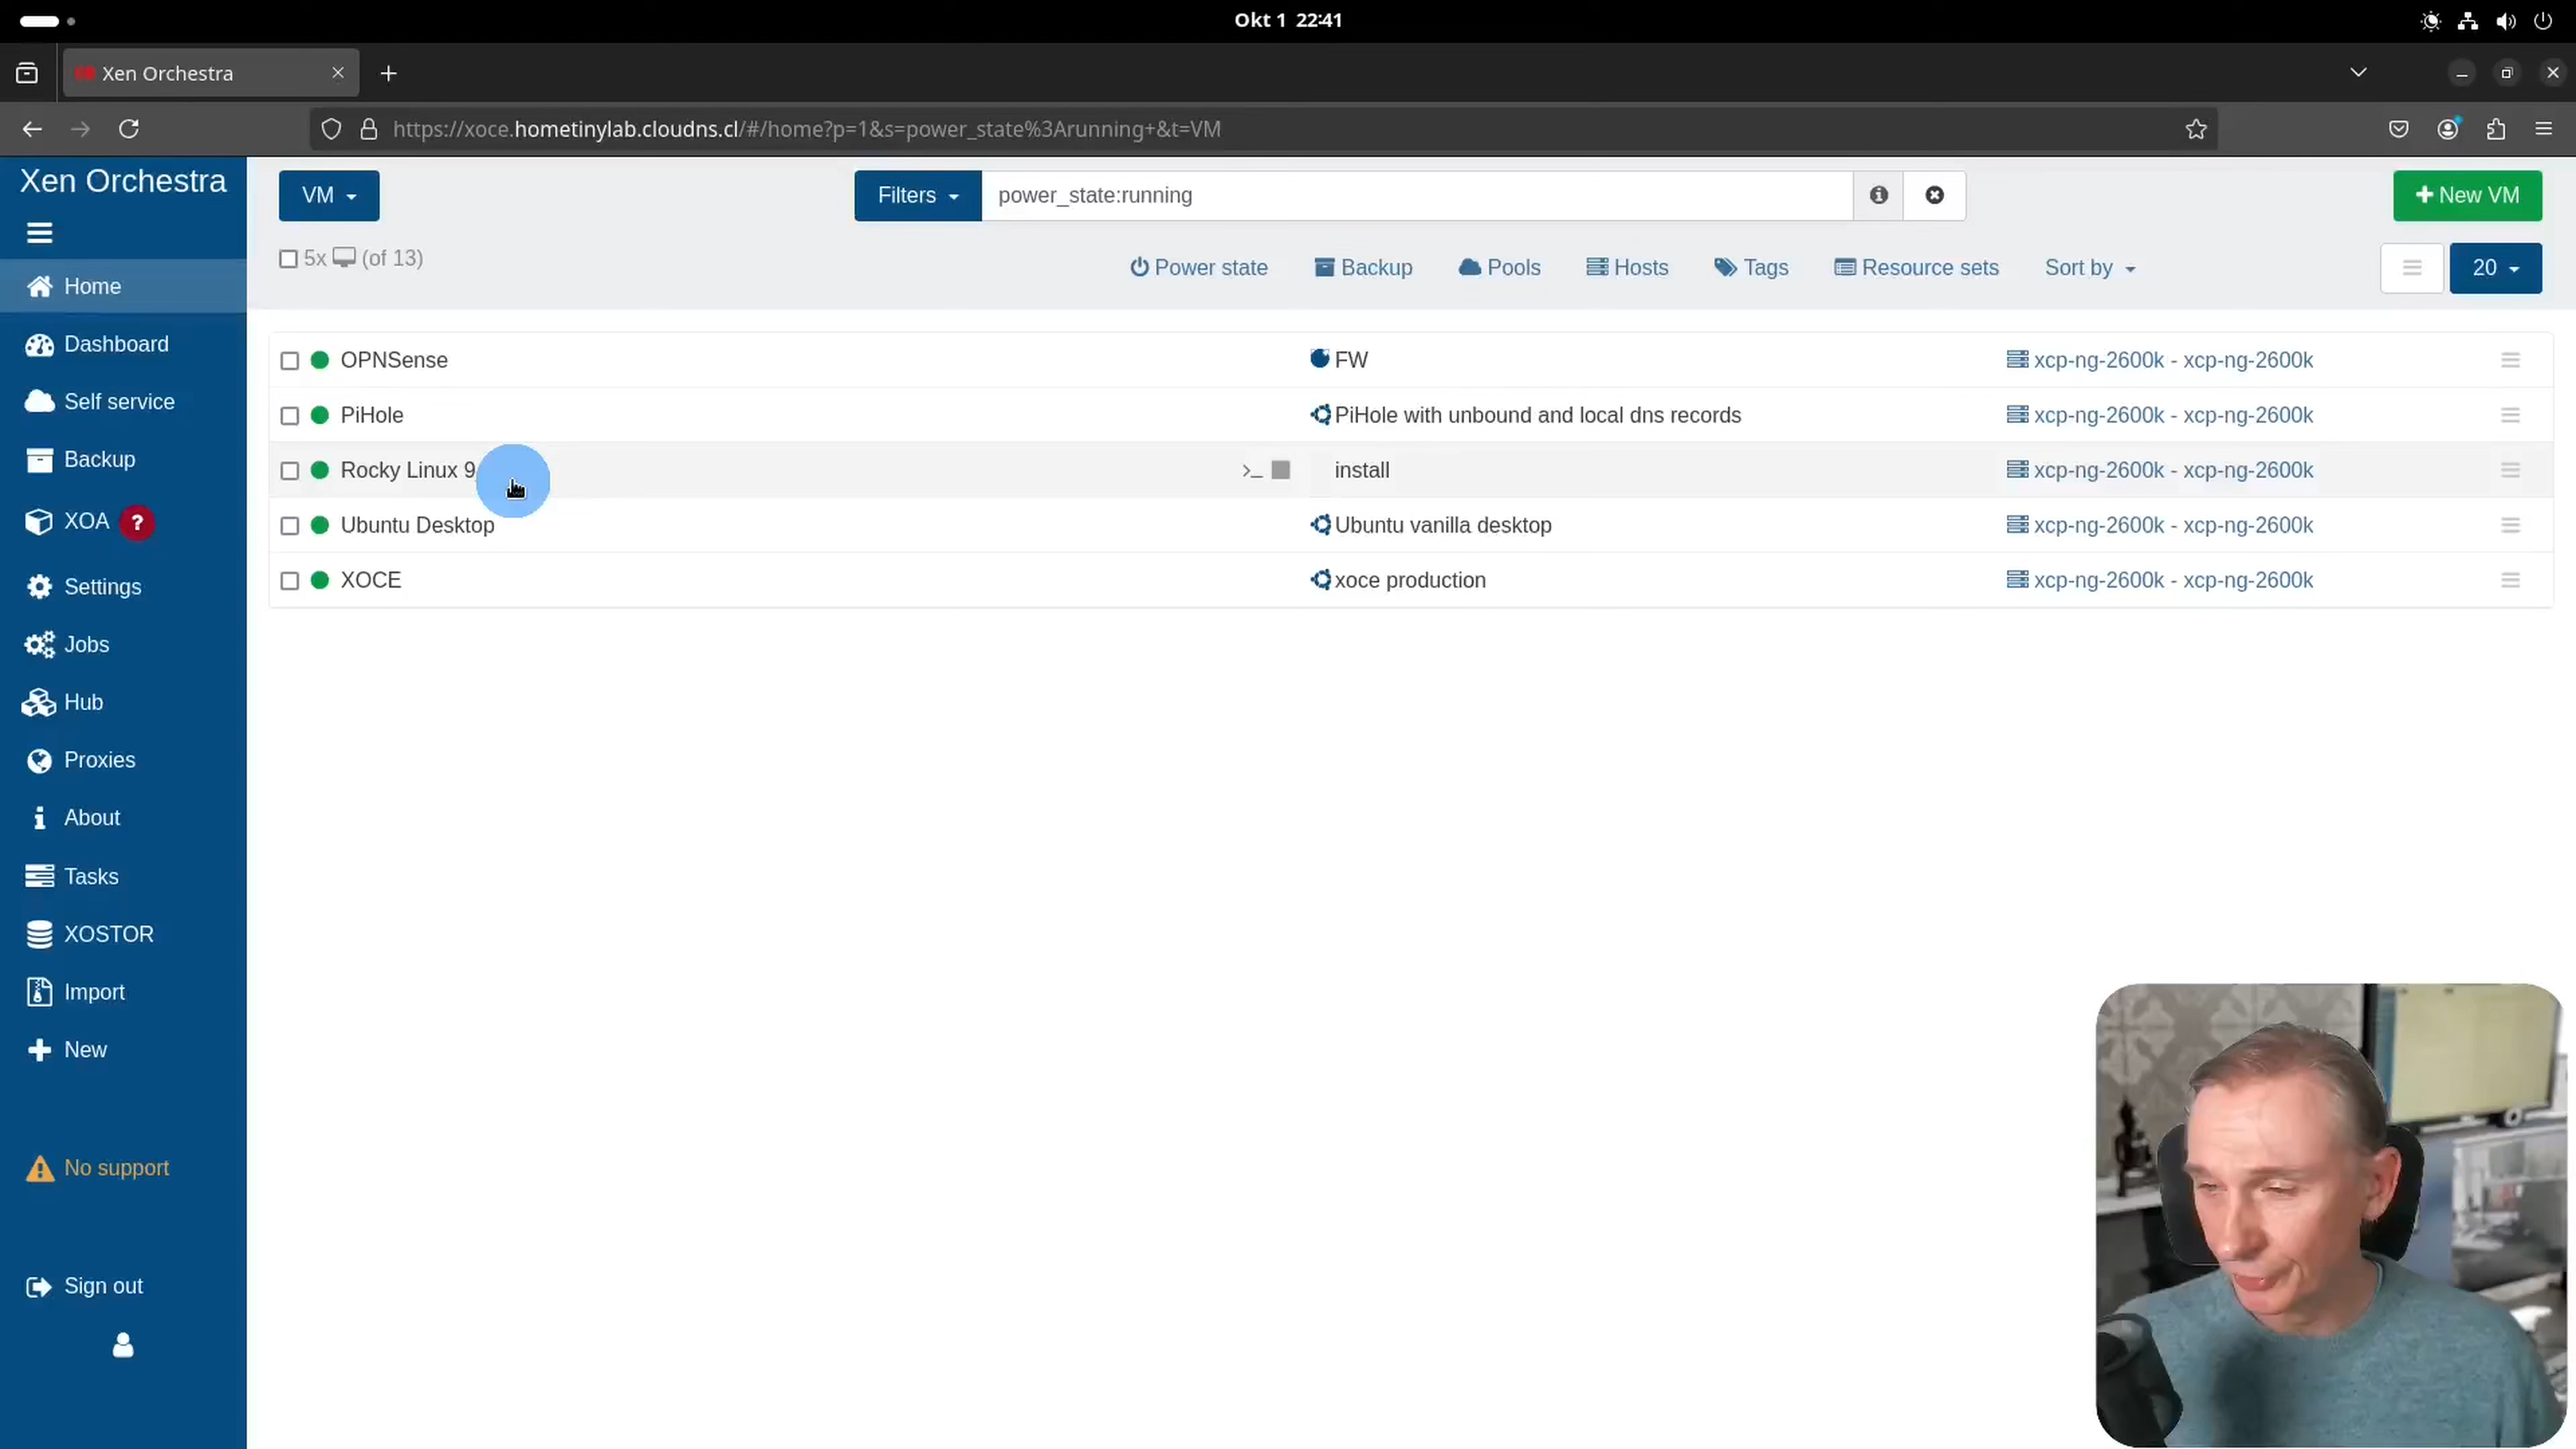 Okt 1 22:41
Xen Orchestra
https://xoce.hometinylab.cloudns.cl/#/home?p=1&s=power_state%3Arunning+&t=VM
Xen Orchestra
VM
Filters
power_state:running
New VM
5x (of 13)
Power state
Backup
Pools
Hosts
Tags
Resource sets
Sort by
20
Home
Dashboard
Self service
Backup
XOA ?
Settings
Jobs
Hub
Proxies
About
Tasks
XOSTOR
Import
New
No support
Sign out
OPNSense FW xcp-ng-2600k - xcp-ng-2600k
PiHole PiHole with unbound and local dns records xcp-ng-2600k - xcp-ng-2600k
Rocky Linux 9 >_ install xcp-ng-2600k - xcp-ng-2600k
Ubuntu Desktop Ubuntu vanilla desktop xcp-ng-2600k - xcp-ng-2600k
XOCE xoce production xcp-ng-2600k - xcp-ng-2600k